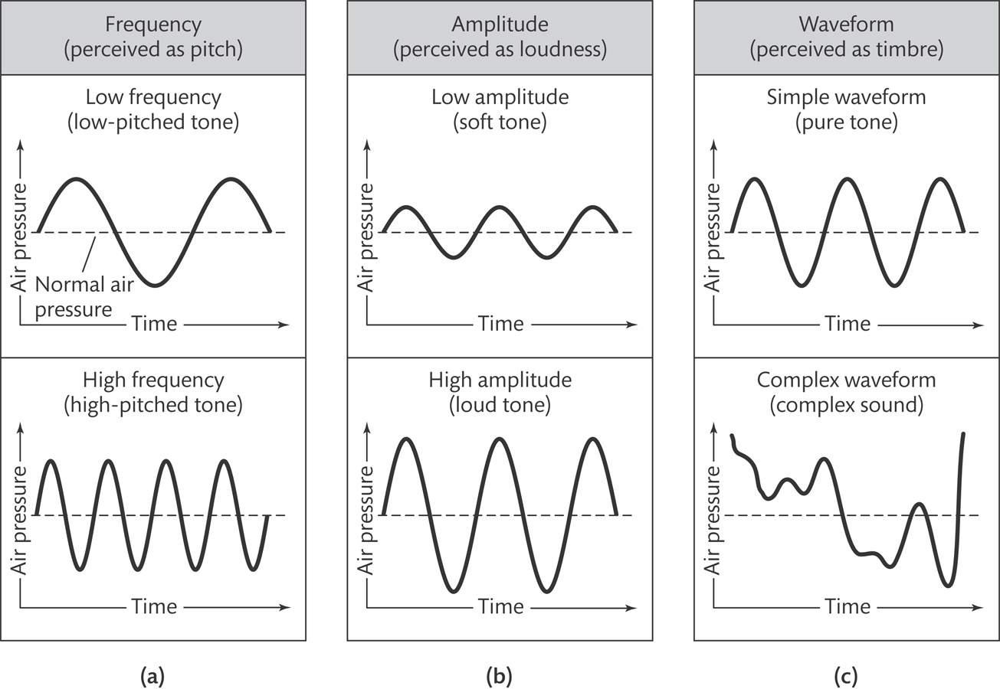 Frequency
(perceived as pitch)
Low frequency
(low-pitched tone)
Air pressure
Normal air
pressure
Time
High frequency
(high-pitched tone)
Air pressure
Time
(a)
Amplitude
(perceived as loudness)
Low amplitude
(soft tone)
Air pressure
Time
High amplitude
(loud tone)
Air pressure
Time
(b)
Waveform
(perceived as timbre)
Simple waveform
(pure tone)
Air pressure
Time
Complex waveform
(complex sound)
Air pressure
Time
(c)